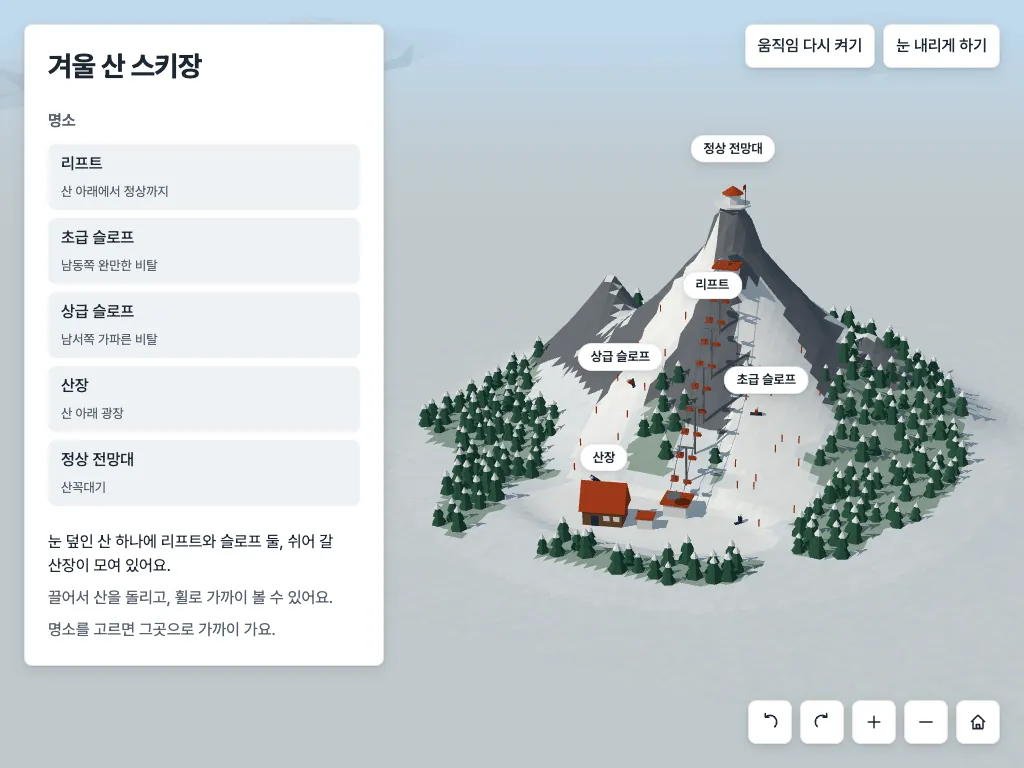 겨울 산 스키장
명소
리프트
산 아래에서 정상까지
초급 슬로프
남동쪽 완만한 비탈
상급 슬로프
남서쪽 가파른 비탈
산장
산 아래 광장
정상 전망대
산꼭대기
눈 덮인 산 하나에 리프트와 슬로프 둘, 쉬어 갈
산장이 모여 있어요.
끌어서 산을 돌리고, 휠로 가까이 볼 수 있어요.
명소를 고르면 그곳으로 가까이 가요.
움직임 다시 켜기
눈 내리게 하기
정상 전망대
리프트
상급 슬로프
초급 슬로프
산장